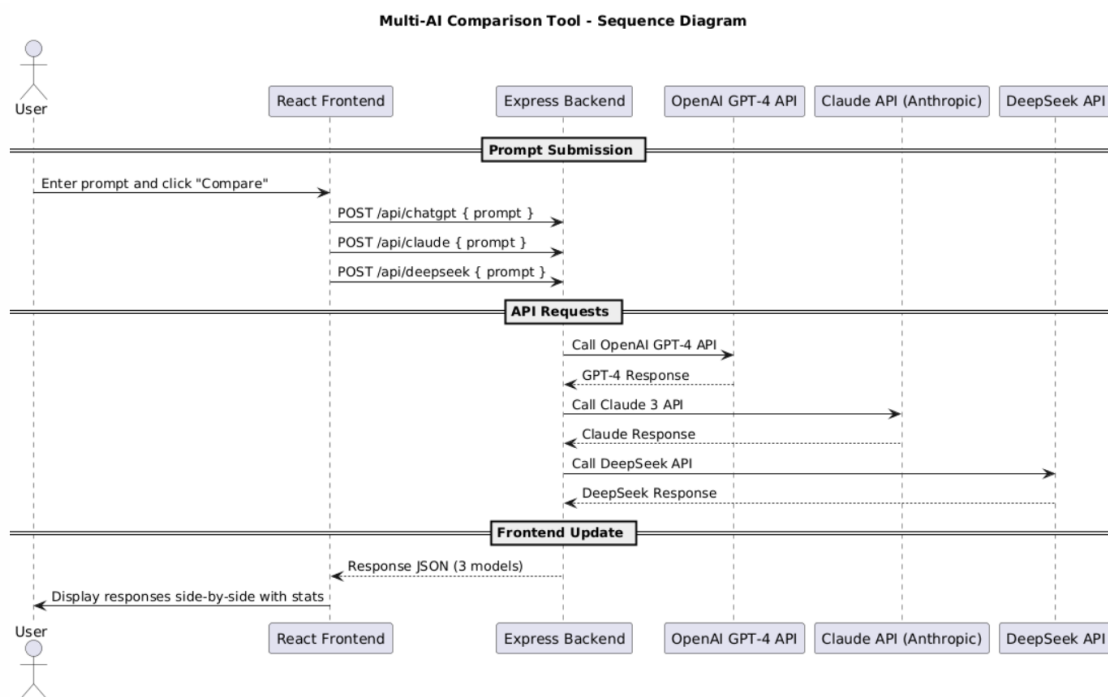 Multi-AI Comparison Tool - Sequence Diagram
User
React Frontend
Express Backend
OpenAI GPT-4 API
Claude API (Anthropic)
DeepSeek API
Prompt Submission
Enter prompt and click "Compare"
POST /api/chatgpt { prompt }
POST /api/claude { prompt }
POST /api/deepseek { prompt }
API Requests
Call OpenAI GPT-4 API
GPT-4 Response
Call Claude 3 API
Claude Response
Call DeepSeek API
DeepSeek Response
Frontend Update
Response JSON (3 models)
Display responses side-by-side with stats
User
React Frontend
Express Backend
OpenAI GPT-4 API
Claude API (Anthropic)
DeepSeek API